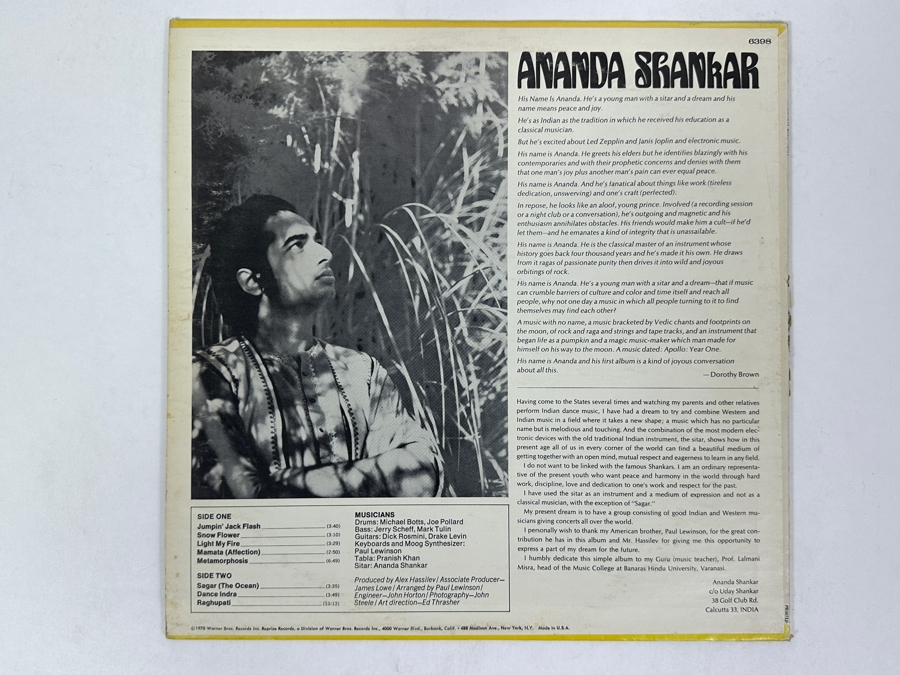 6398
ANANDA SHANKAR
His Name Is Ananda. He's a young man with a sitar and a dream and his
name means peace and joy.
He's as Indian as the tradition in which he received his education as a
classical musician.
But he's excited about Led Zepplin and Janis Joplin and electronic music.
His name is Ananda. He greets his elders but he identifies blazingly with his
contemporaries and with their prophetic concerns and denies with them
that one man's joy plus another man's pain can ever equal peace.
His name is Ananda. And he's fanatical about things like work (tireless
dedication, unswerving) and one's craft (perfected).
In repose, he looks like an aloof, young prince. Involved (a recording session
or a night club or a conversation), he's outgoing and magnetic and his
enthusiasm annihilates obstacles. His friends would make him a cult—if he'd
let them—and he emanates a kind of integrity that is unassailable.
His name is Ananda. He is the classical master of an instrument whose
history goes back four thousand years and he's made it his own. He draws
from it ragas of passionate purity then drives it into wild and joyous
orbitings of rock.
His name is Ananda. He's a young man with a sitar and a dream—that if music
can crumble barriers of culture and color and time itself and reach all
people, why not one day a music in which all people turning to it to find
themselves may find each other?
A music with no name, a music bracketed by Vedic chants and footprints on
the moon, of rock and raga and strings and tape tracks, and an instrument that
began life as a pumpkin and a magic music-maker which man made for
himself on his way to the moon. A music dated: Apollo: Year One.
His name is Ananda and his first album is a kind of joyous conversation
about all this.
—Dorothy Brown
Having come to the States several times and watching my parents and other relatives
perform Indian dance music, I have had a dream to try and combine Western and
Indian music in a field where it takes a new shape; a music which has no particular
name but is melodious and touching. And the combination of the most modern elec-
tronic devices with the old traditional Indian instrument, the sitar, shows how in this
present age all of us in every corner of the world can find a beautiful medium of
getting together with an open mind, mutual respect and eagerness to learn in any field.
I do not want to be linked with the famous Shankars. I am an ordinary representa-
tive of the present youth who want peace and harmony in the world through hard
work, discipline, love and dedication to one's work and respect for the past.
I have used the sitar as an instrument and a medium of expression and not as a
classical musician, with the exception of "Sagar."
My present dream is to have a group consisting of good Indian and Western mu-
sicians giving concerts all over the world.
I personally wish to thank my American brother, Paul Lewinson, for the great con-
tribution he has in this album and Mr. Hassilev for giving me this opportunity to
express a part of my dream for the future.
I humbly dedicate this simple album to my Guru (music teacher), Prof. Lalmani
Misra, head of the Music College at Banaras Hindu University, Varanasi.
Ananda Shankar
c/o Uday Shankar
38 Golf Club Rd.
Calcutta 33, INDIA
SIDE ONE
Jumpin' Jack Flash (3:40)
Snow Flower (3:10)
Light My Fire (3:29)
Mamata (Affection) (2:50)
Metamorphosis (6:49)
SIDE TWO
Sagar (The Ocean) (3:35)
Dance Indra (3:49)
Raghupati
MUSICIANS
Drums: Michael Botts, Joe Pollard
Bass: Jerry Scheff, Mark Tulin
Guitars: Dick Rosmini, Drake Levin
Keyboards and Moog Synthesizer:
Paul Lewinson
Tabla: Pranish Khan
Sitar: Ananda Shankar
Produced by Alex Hassilev / Associate Producer—
James Lowe / Arranged by Paul Lewinson /
Engineer—John Horton / Photography—John
Steele / Art direction—Ed Thrasher
© 1970 Warner Bros. Records Inc. Reprise Records, a Division of Warner Bros. Records Inc., 4000 Warner Blvd., Burbank, Calif. • 488 Madison Ave., New York, N.Y. Made in U.S.A.